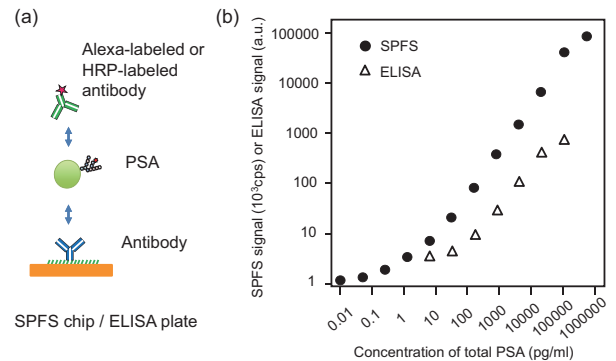 (a)
Alexa-labeled or
HRP-labeled
antibody
PSA
Antibody
SPFS chip / ELISA plate
(b)
SPFS signal (10³cps) or ELISA signal (a.u.)
100000
10000
1000
100
10
1
SPFS
ELISA
0.01
0.1
1
10
100
1000
10000
100000
1000000
Concentration of total PSA (pg/ml)